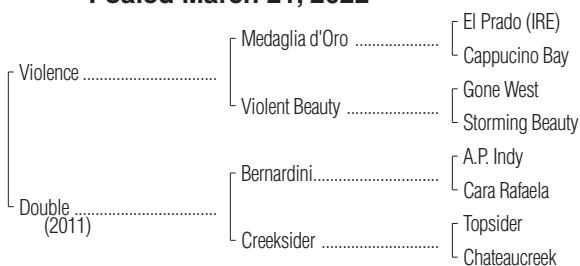 Foaled March 2022
El Prado (IRE)
Medaglia d'Oro ....................
Cappucino Bay
Violence ................................
Gone West
Violent Beauty ......................
Storming Beauty
A.P. Indy
Bernardini..............................
Cara Rafaela
Double ..................................
(2011)
Topsider
Creeksider ............................
Chateaucreek